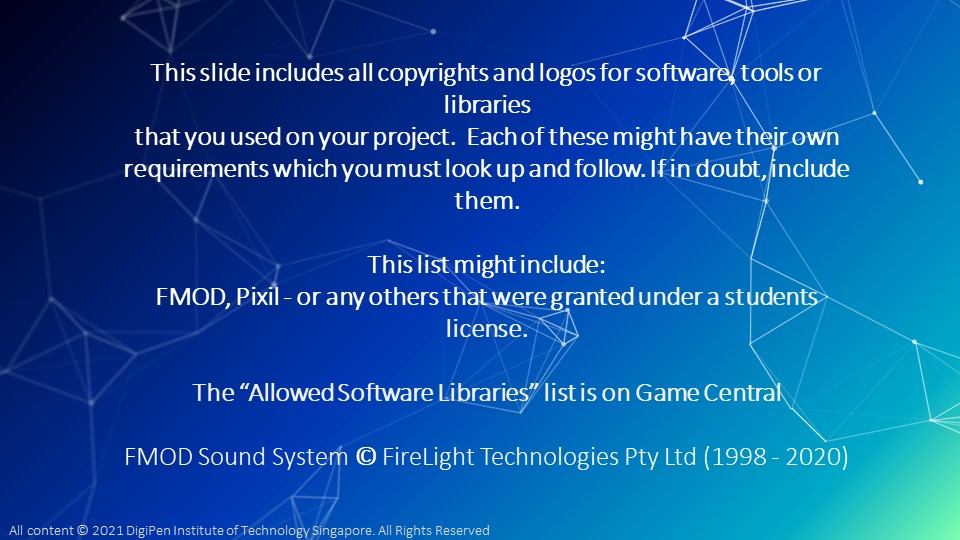 This slide includes all copyrights and logos for software, tools or
libraries
that you used on your project.  Each of these might have their own
requirements which you must look up and follow. If in doubt, include
them.
This list might include:
FMOD, Pixil - or any others that were granted under a students
license.
The “Allowed Software Libraries” list is on Game Central
FMOD Sound System © FireLight Technologies Pty Ltd (1998 - 2020)
All content © 2021 DigiPen Institute of Technology Singapore. All Rights Reserved